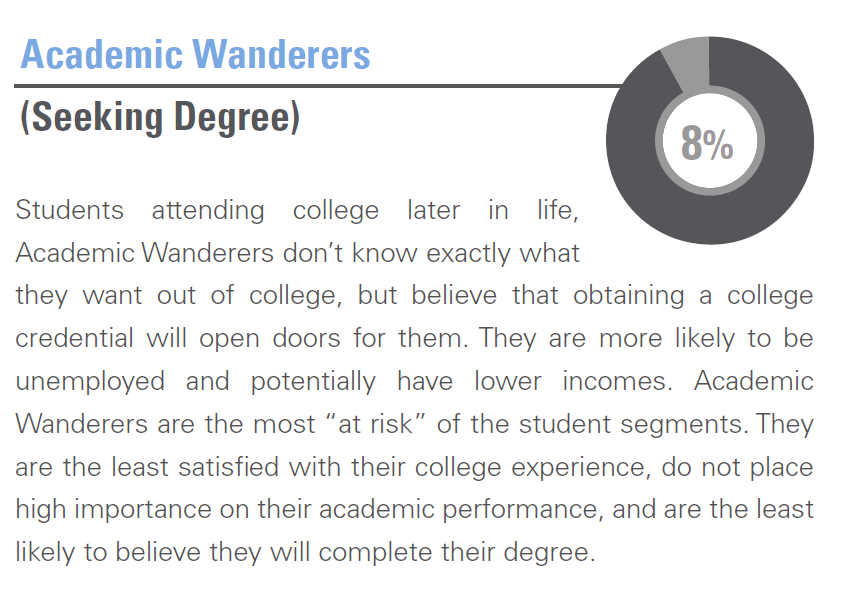 Academic Wanderers
(Seeking Degree)
8%
Students attending college later in life,
Academic Wanderers don’t know exactly what
they want out of college, but believe that obtaining a college
credential will open doors for them. They are more likely to be
unemployed and potentially have lower incomes. Academic
Wanderers are the most “at risk” of the student segments. They
are the least satisfied with their college experience, do not place
high importance on their academic performance, and are the least
likely to believe they will complete their degree.